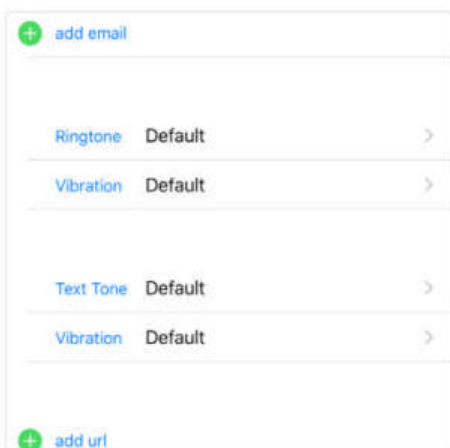 add email
Ringtone Default
Vibration Default
Text Tone Default
Vibration Default
add url